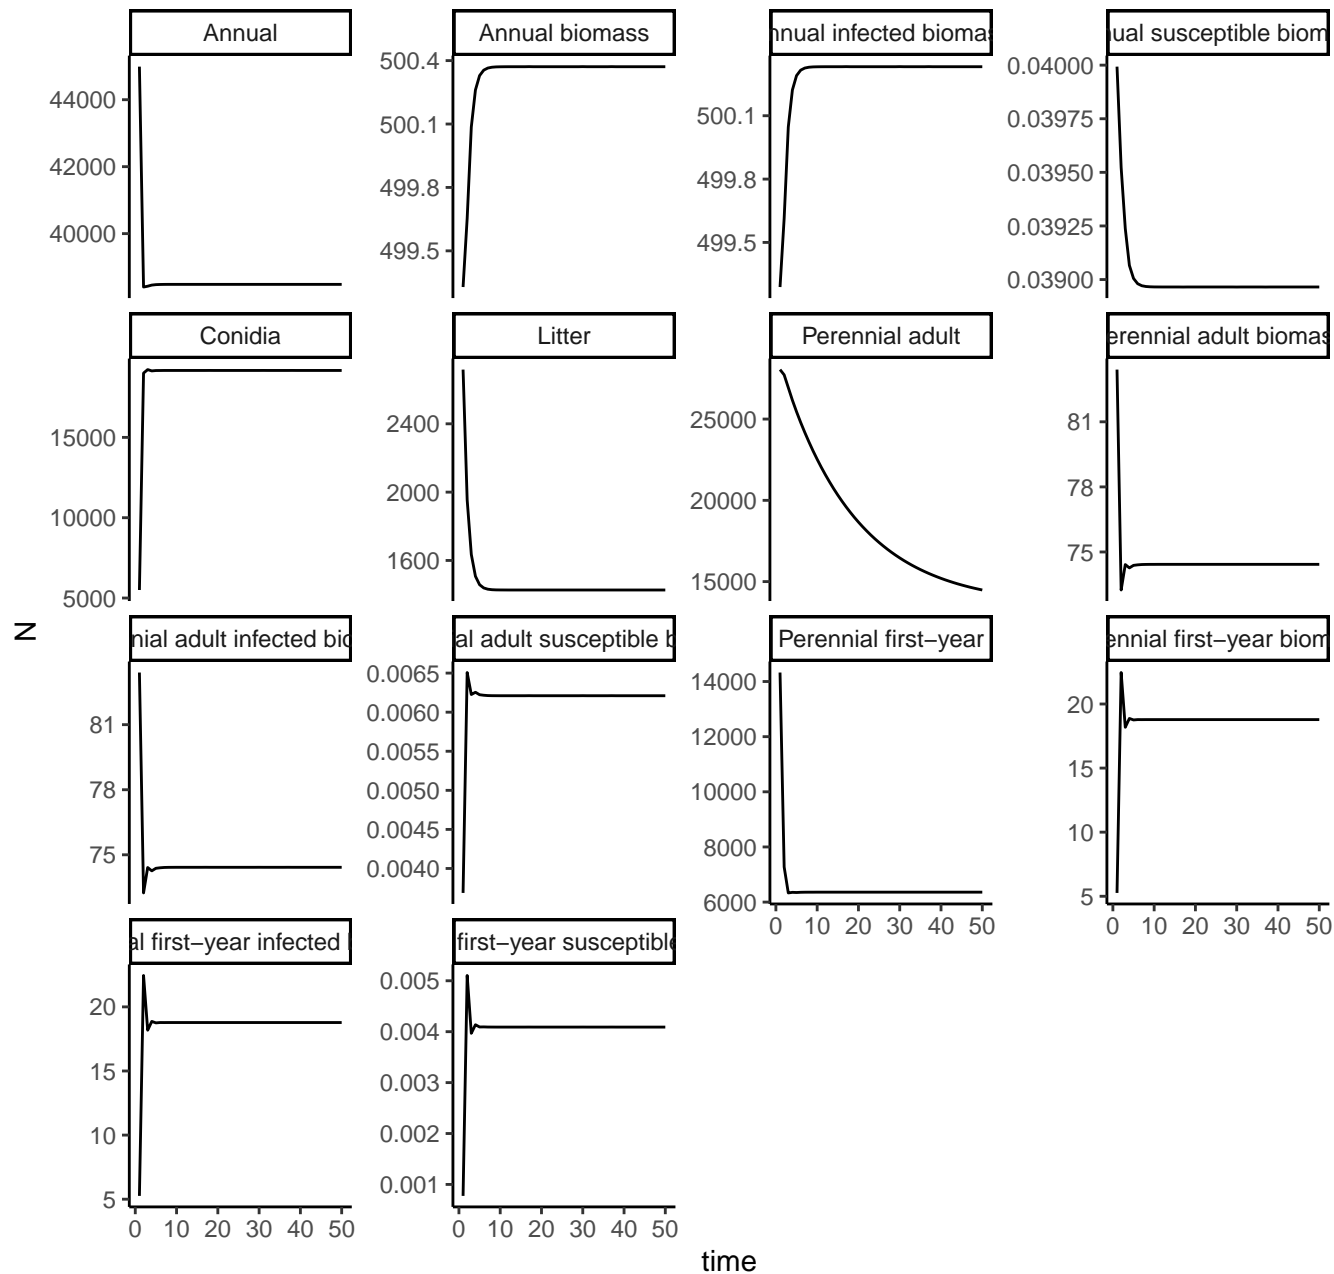 Annual
Annual biomass
nnual infected biomas
ual susceptible biom
44000
42000
40000
500.4
500.1
499.8
499.5
500.1
499.8
499.5
0.04000
0.03975
0.03950
0.03925
0.03900
Conidia
Litter
Perennial adult
erennial adult biomas
15000
10000
5000
2400
2000
1600
25000
20000
15000
81
78
75
N
nial adult infected bio
al adult susceptible b
Perennial first−year
ennial first−year biom
81
78
75
0.0065
0.0060
0.0055
0.0050
0.0045
0.0040
14000
12000
10000
8000
6000
0 10 20 30 40 50
20
15
10
5
0 10 20 30 40 50
al first−year infected
first−year susceptible
20
15
10
5
0 10 20 30 40 50
0.005
0.004
0.003
0.002
0.001
0 10 20 30 40 50
time